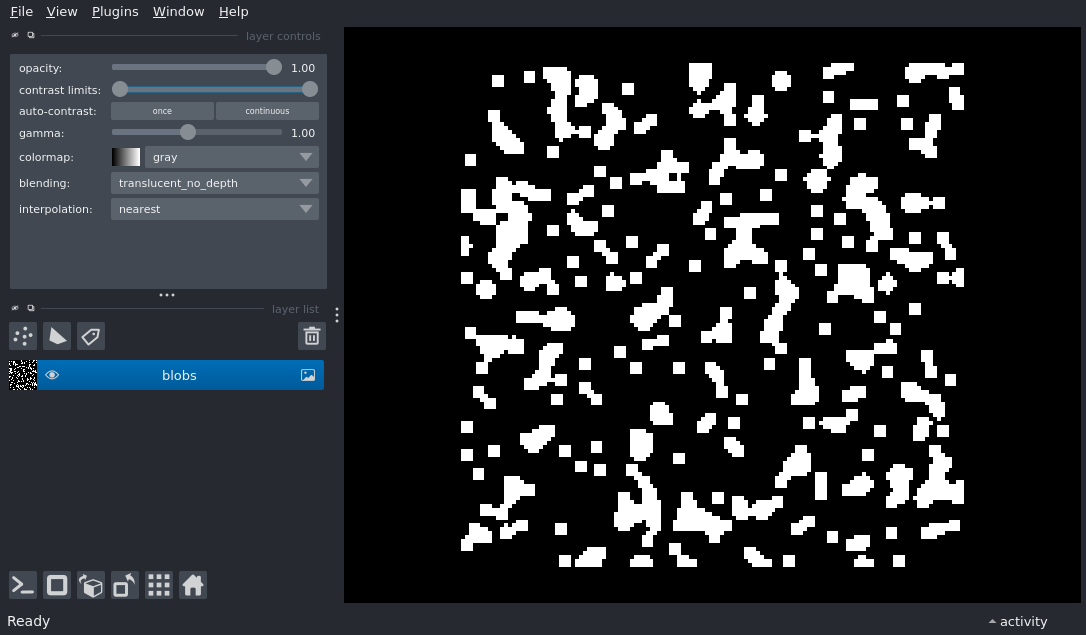 File View Plugins Window Help
layer controls
opacity: 1.00
contrast limits:
auto-contrast: once continuous
gamma: 1.00
colormap: gray
blending: translucent_no_depth
interpolation: nearest
layer list
blobs
Ready activity